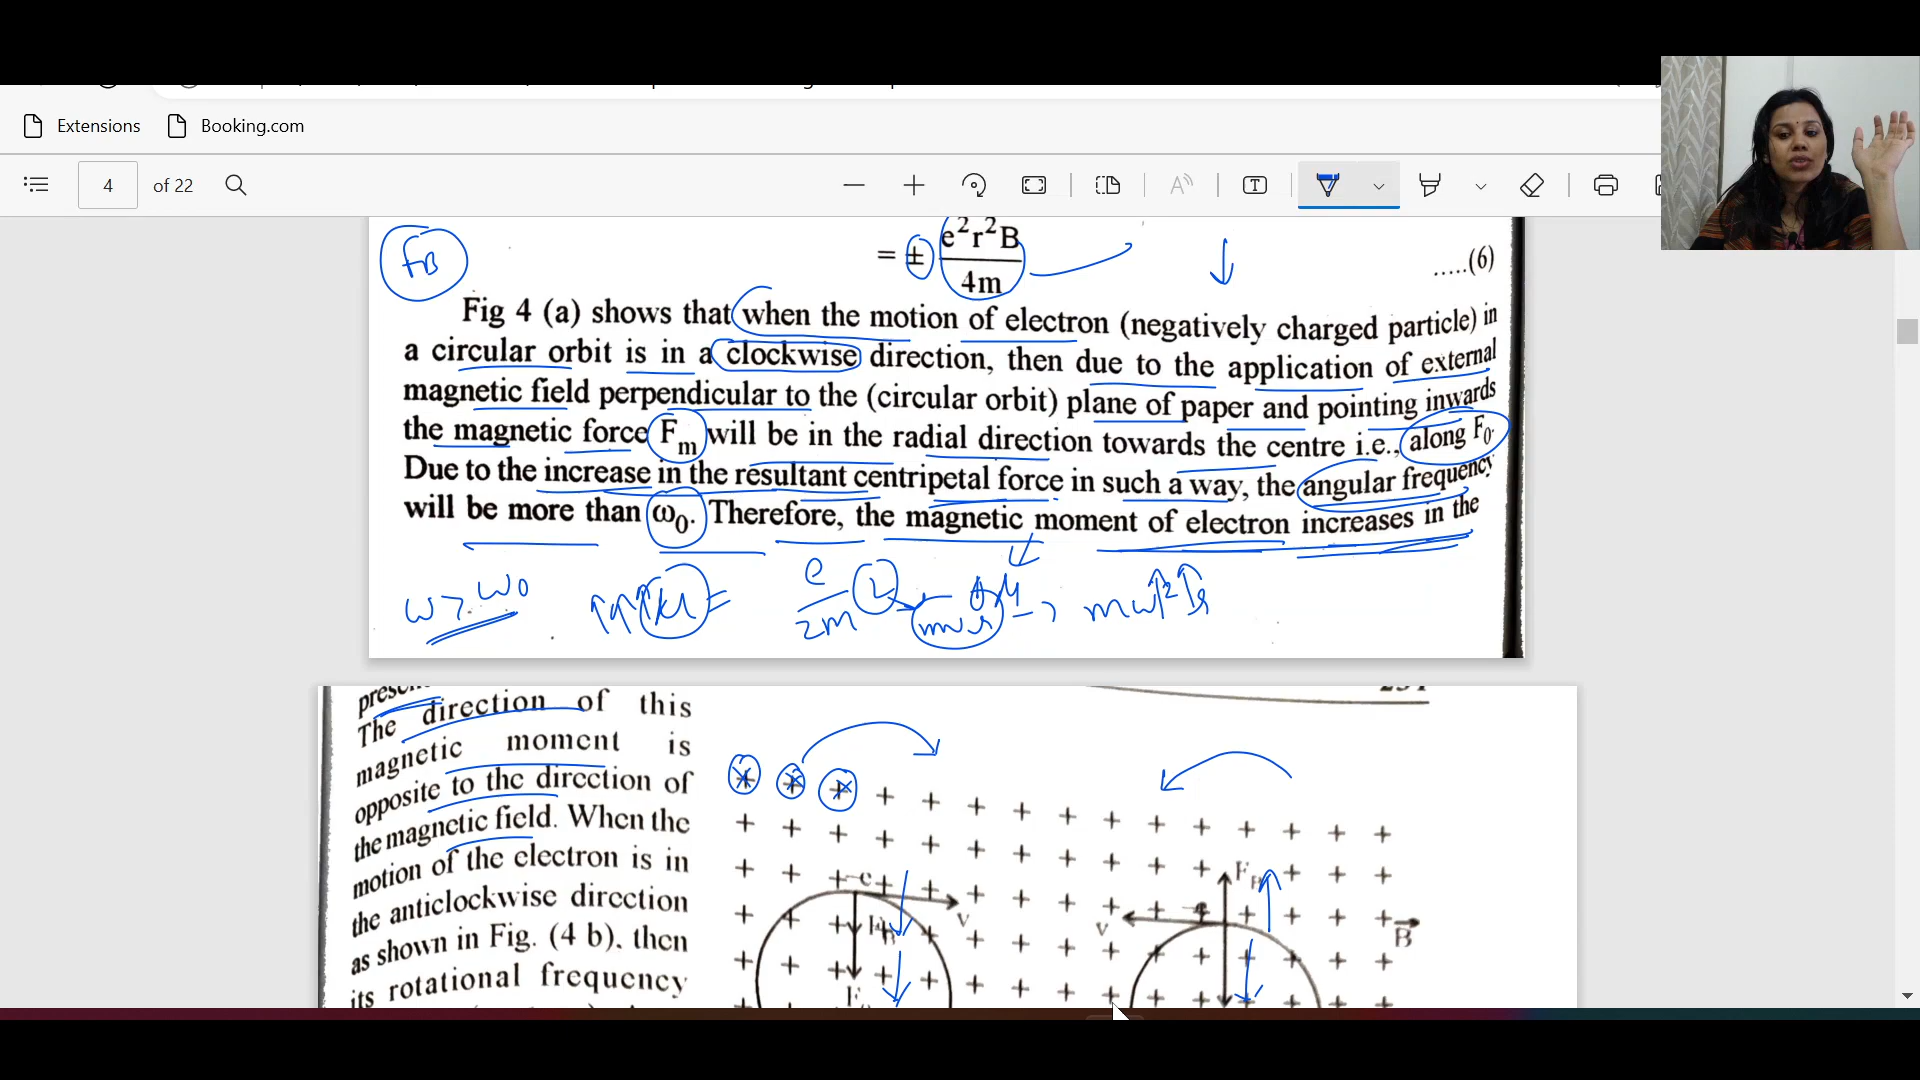 Extensions Booking.com
4 of 22
F_B
= ± e²r²B / 4m .....(6)
Fig 4 (a) shows that when the motion of electron (negatively charged particle) in
a circular orbit is in a clockwise direction, then due to the application of external
magnetic field perpendicular to the (circular orbit) plane of paper and pointing inwards
the magnetic force F_m will be in the radial direction towards the centre i.e., along F₀.
Due to the increase in the resultant centripetal force in such a way, the angular frequency
will be more than ω₀. Therefore, the magnetic moment of electron increases in the
ω > ω₀
e / 2m L
The direction of this
magnetic moment is
opposite to the direction of
the magnetic field. When the
motion of the electron is in
the anticlockwise direction
as shown in Fig. (4 b), then
its rotational frequency
-e v
v B